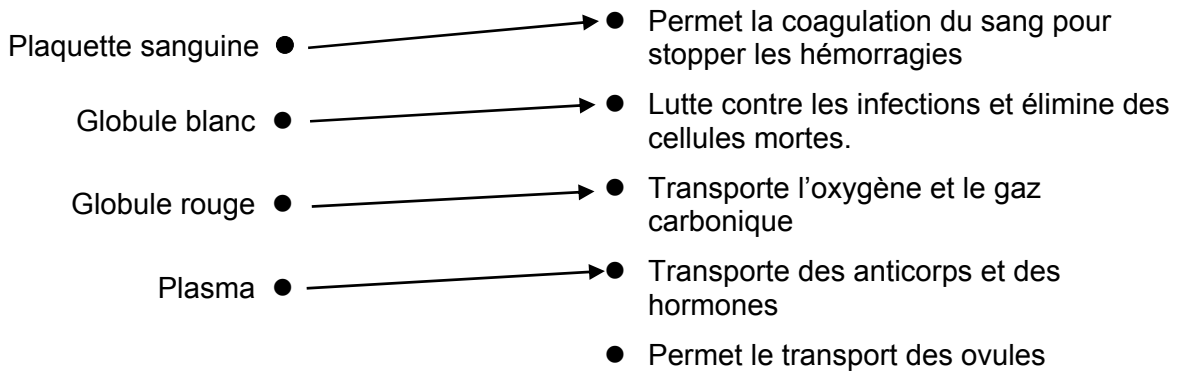 Plaquette sanguine ●
● Permet la coagulation du sang pour
stopper les hémorragies
Globule blanc ●
● Lutte contre les infections et élimine des
cellules mortes.
Globule rouge ●
● Transporte l’oxygène et le gaz
carbonique
Plasma ●
● Transporte des anticorps et des
hormones
● Permet le transport des ovules